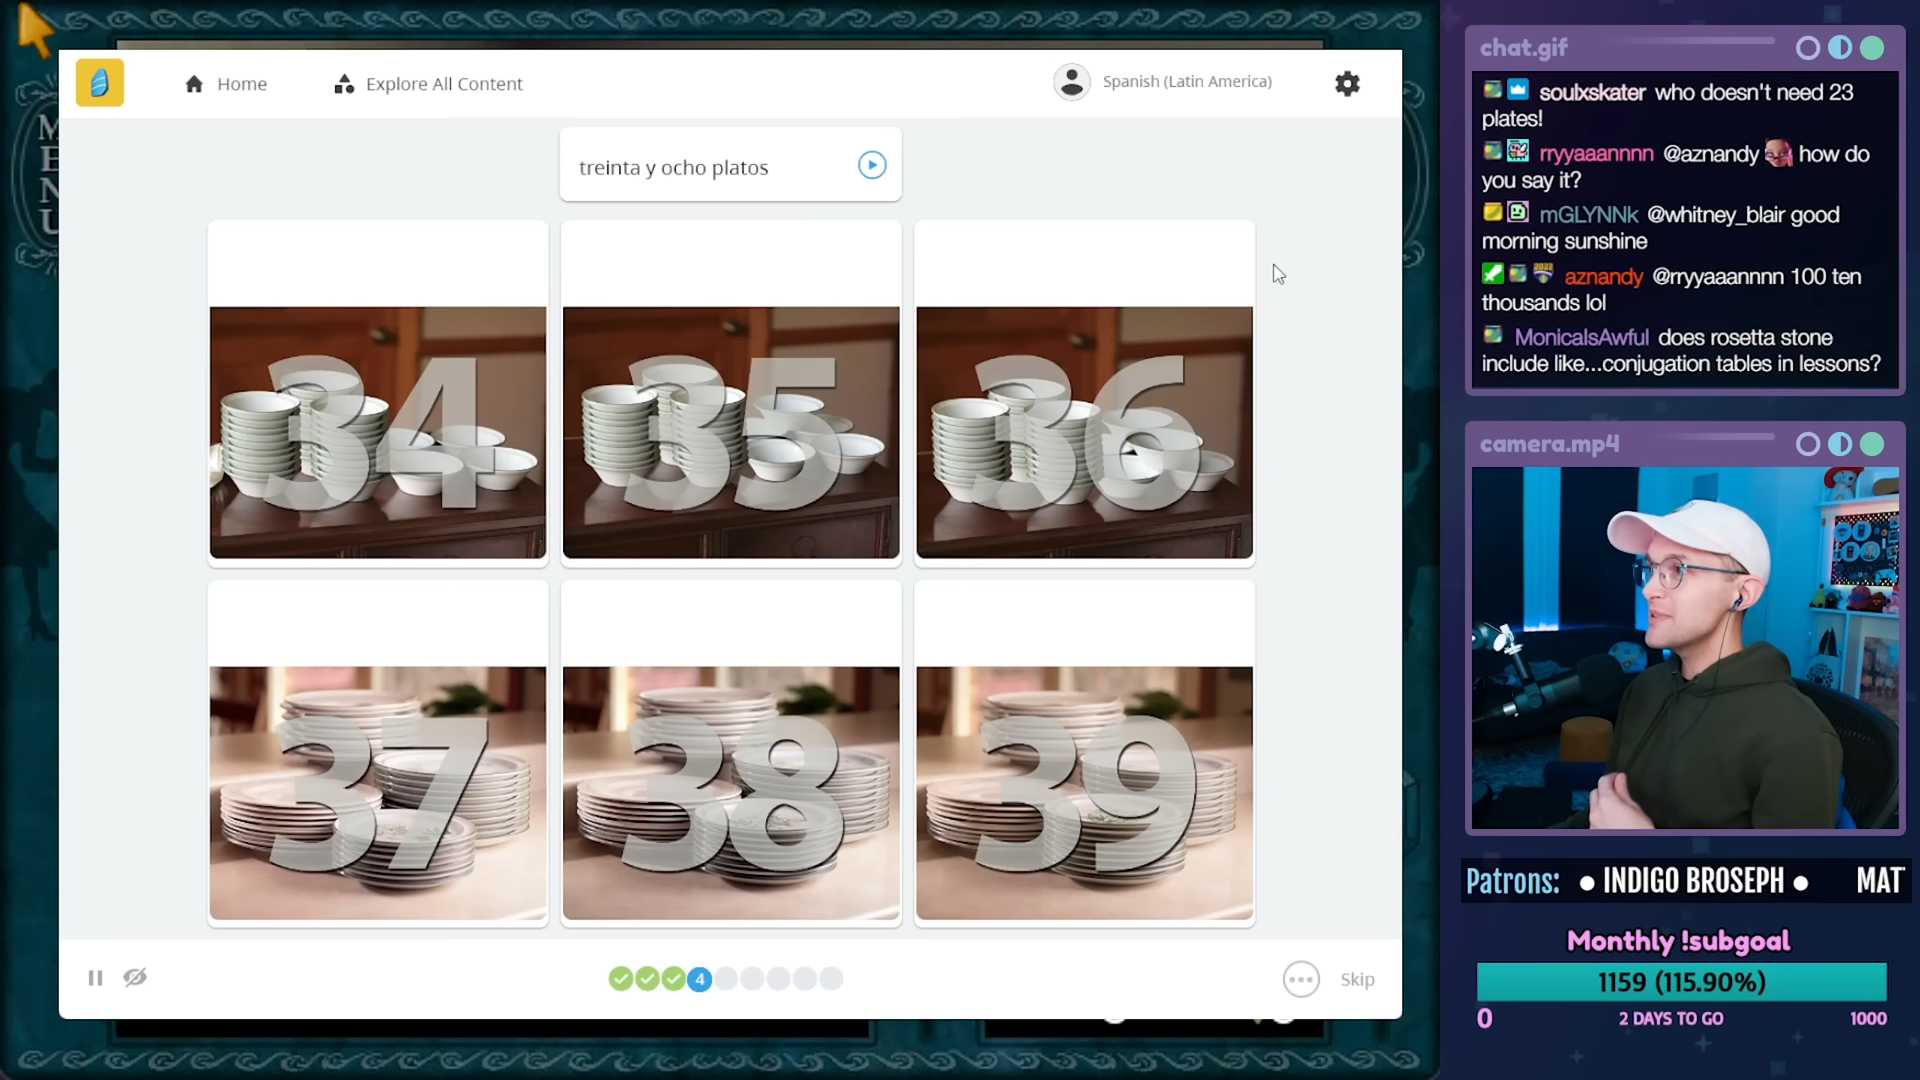 Home
Explore All Content
Spanish (Latin America)
treinta y ocho platos
34
35
36
37
38
39
4
Skip
chat.gif
soulxskater who doesn't need 23
plates!
rryyaaannnn @aznandy how do
you say it?
mGLYNNk @whitney_blair good
morning sunshine
aznandy @rryyaaannnn 100 ten
thousands lol
MonicaIsAwful does rosetta stone
include like...conjugation tables in lessons?
camera.mp4
Patrons: • INDIGO BROSEPH • MAT
Monthly !subgoal
1159 (115.90%)
0 2 DAYS TO GO 1000
MENU